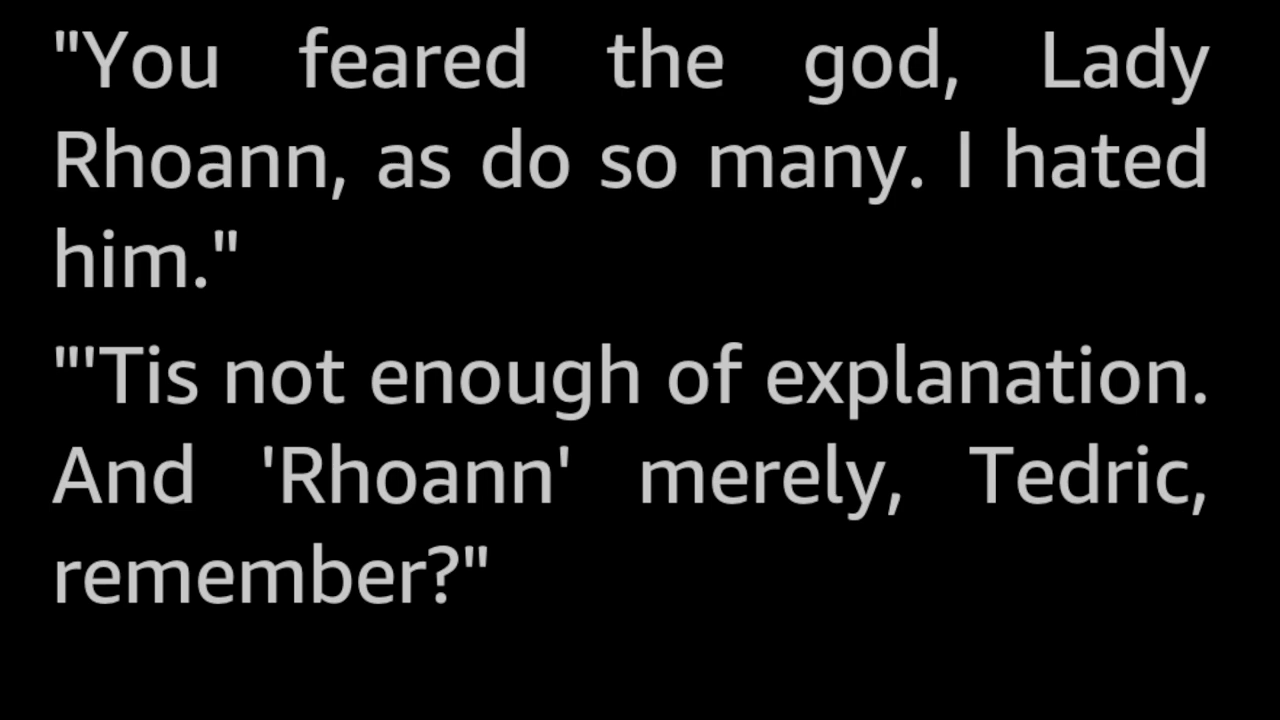 "You feared the god, Lady
Rhoann, as do so many. I hated
him."
"'Tis not enough of explanation.
And 'Rhoann' merely, Tedric,
remember?"